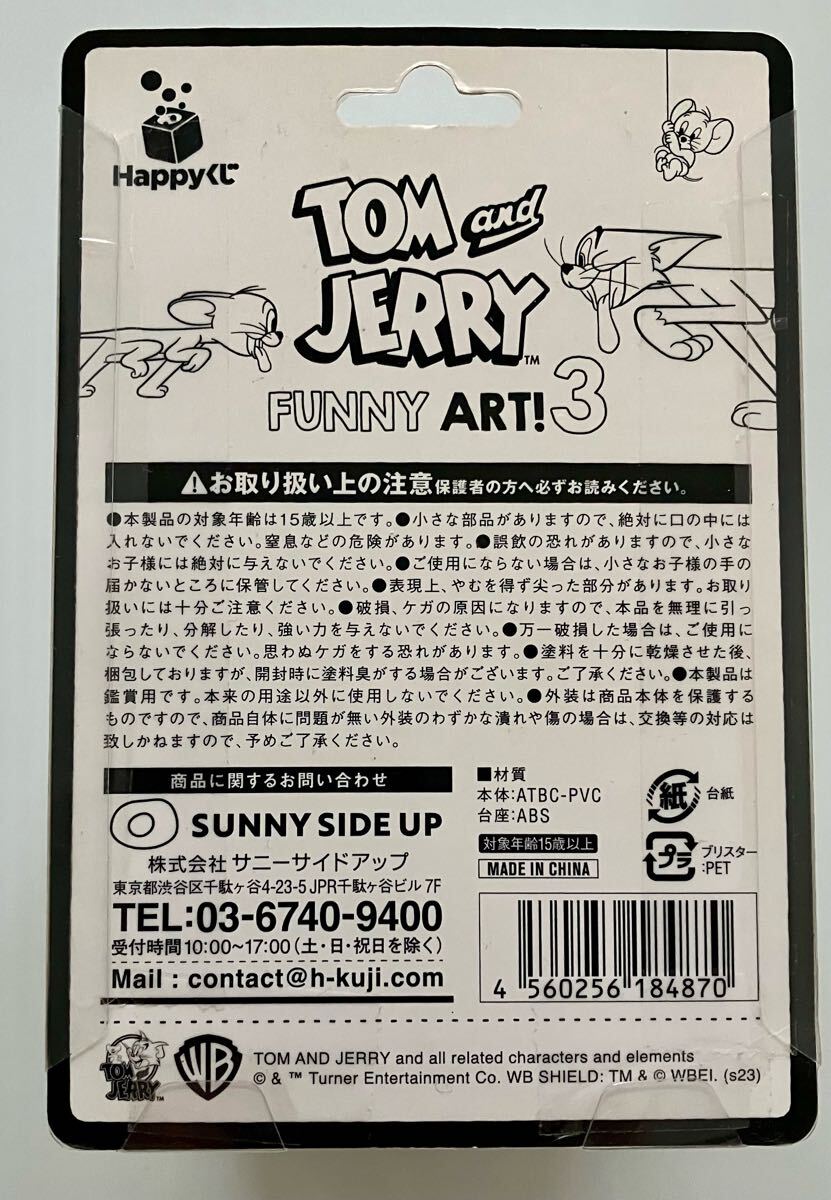 Happyくじ
TOM and
JERRY™
FUNNY ART! 3
⚠お取り扱い上の注意 保護者の方へ必ずお読みください。
●本製品の対象年齢は15歳以上です。●小さな部品がありますので、絶対に口の中には
入れないでください。窒息などの危険があります。●誤飲の恐れがありますので、小さな
お子様には絶対に与えないでください。●ご使用にならない場合は、小さなお子様の手の
届かないところに保管してください。●表現上、やむを得ず尖った部分があります。お取り
扱いには十分ご注意ください。●破損、ケガの原因になりますので、本品を無理に引っ
張ったり、分解したり、強い力を与えないでください。●万一破損した場合は、ご使用に
ならないでください。思わぬケガをする恐れがあります。●塗料を十分に乾燥させた後、
梱包しておりますが、開封時に塗料臭がする場合がございます。ご了承ください。●本製品は
鑑賞用です。本来の用途以外に使用しないでください。●外装は商品本体を保護する
ものですので、商品自体に問題が無い外装のわずかな潰れや傷の場合は、交換等の対応は
致しかねますので、予めご了承ください。
商品に関するお問い合わせ
SUNNY SIDE UP
株式会社 サニーサイドアップ
東京都渋谷区千駄ヶ谷4-23-5 JPR千駄ヶ谷ビル 7F
TEL:03-6740-9400
受付時間10:00~17:00(土・日・祝日を除く)
Mail : contact@h-kuji.com
■材質
本体:ATBC-PVC
台座:ABS
対象年齢15歳以上
MADE IN CHINA
紙 台紙
プラ ブリスター
:PET
4 560256 184870
TOM and JERRY™
WB
TOM AND JERRY and all related characters and elements
© & ™ Turner Entertainment Co. WB SHIELD: TM & © WBEI. (s23)